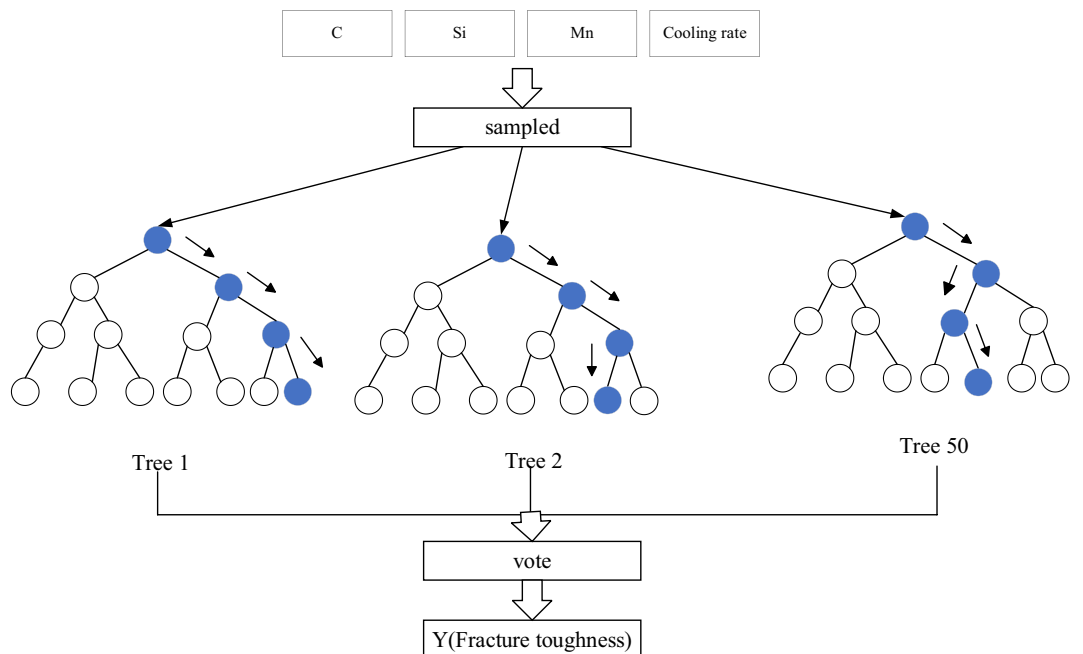 C
Si
Mn
Cooling rate
sampled
Tree 1
Tree 2
Tree 50
vote
Y(Fracture toughness)